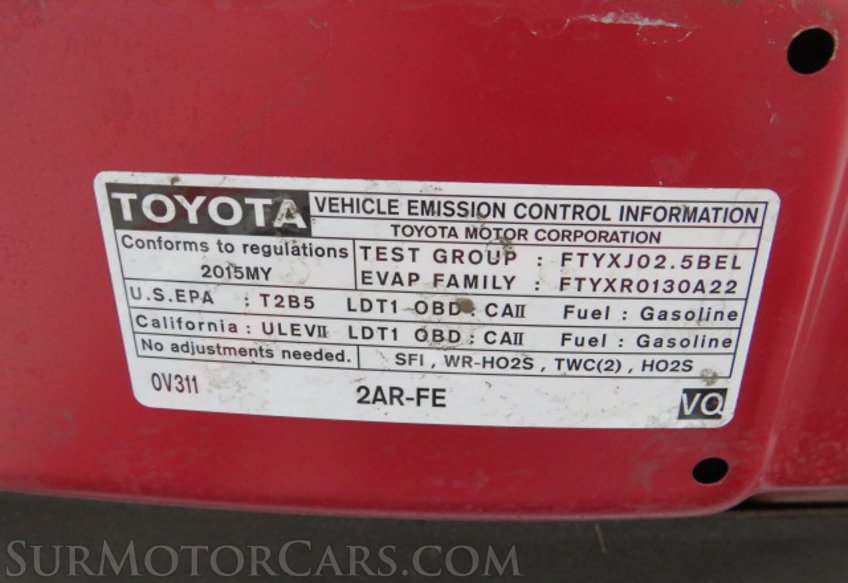 TOYOTA
VEHICLE EMISSION CONTROL INFORMATION
TOYOTA MOTOR CORPORATION
Conforms to regulations
2015MY
TEST GROUP : FTYXJ02.5BEL
EVAP FAMILY : FTYXR0130A22
U.S.EPA : T2B5 LDT1 OBD : CAII Fuel : Gasoline
California : ULEVII LDT1 OBD : CAII Fuel : Gasoline
No adjustments needed.
SFI , WR-HO2S , TWC(2) , HO2S
0V311
2AR-FE
VQ
SurMotorCars.com